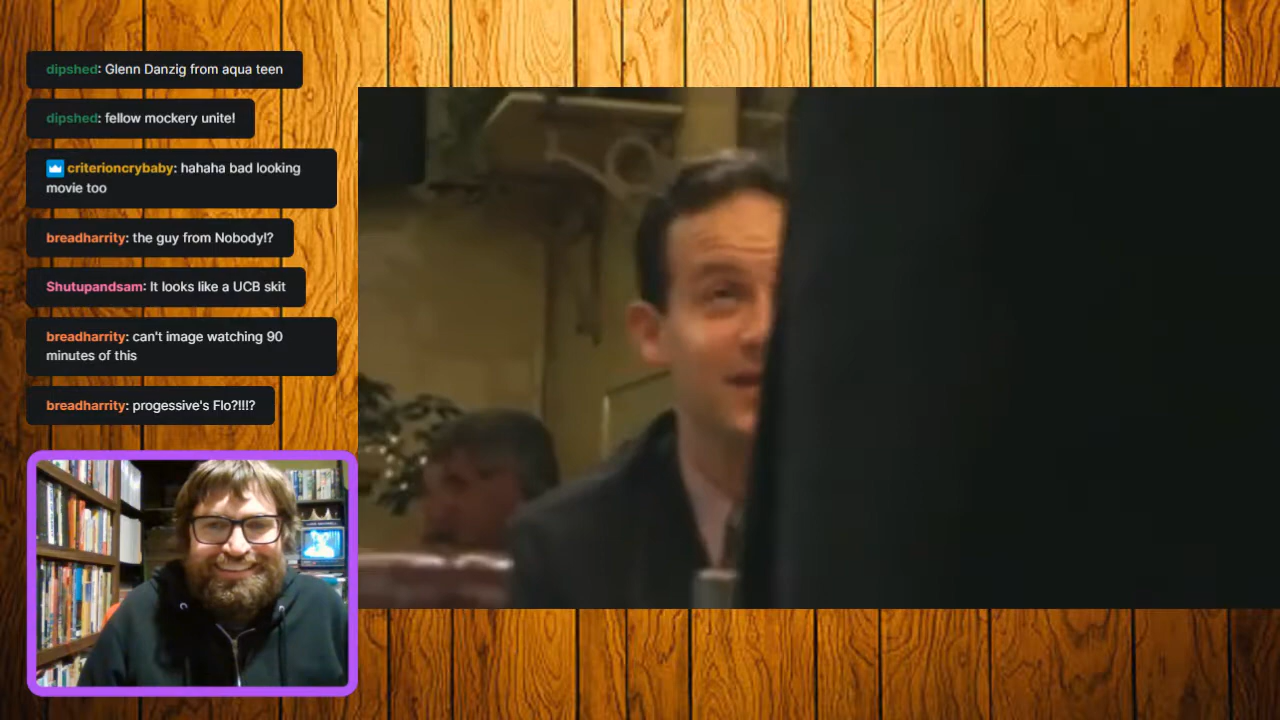 dipshed: Glenn Danzig from aqua teen
dipshed: fellow mockery unite!
criterioncrybaby: hahaha bad looking
movie too
breadharrity: the guy from Nobody!?
Shutupandsam: It looks like a UCB skit
breadharrity: can't image watching 90
minutes of this
breadharrity: progessive's Flo?!!!?